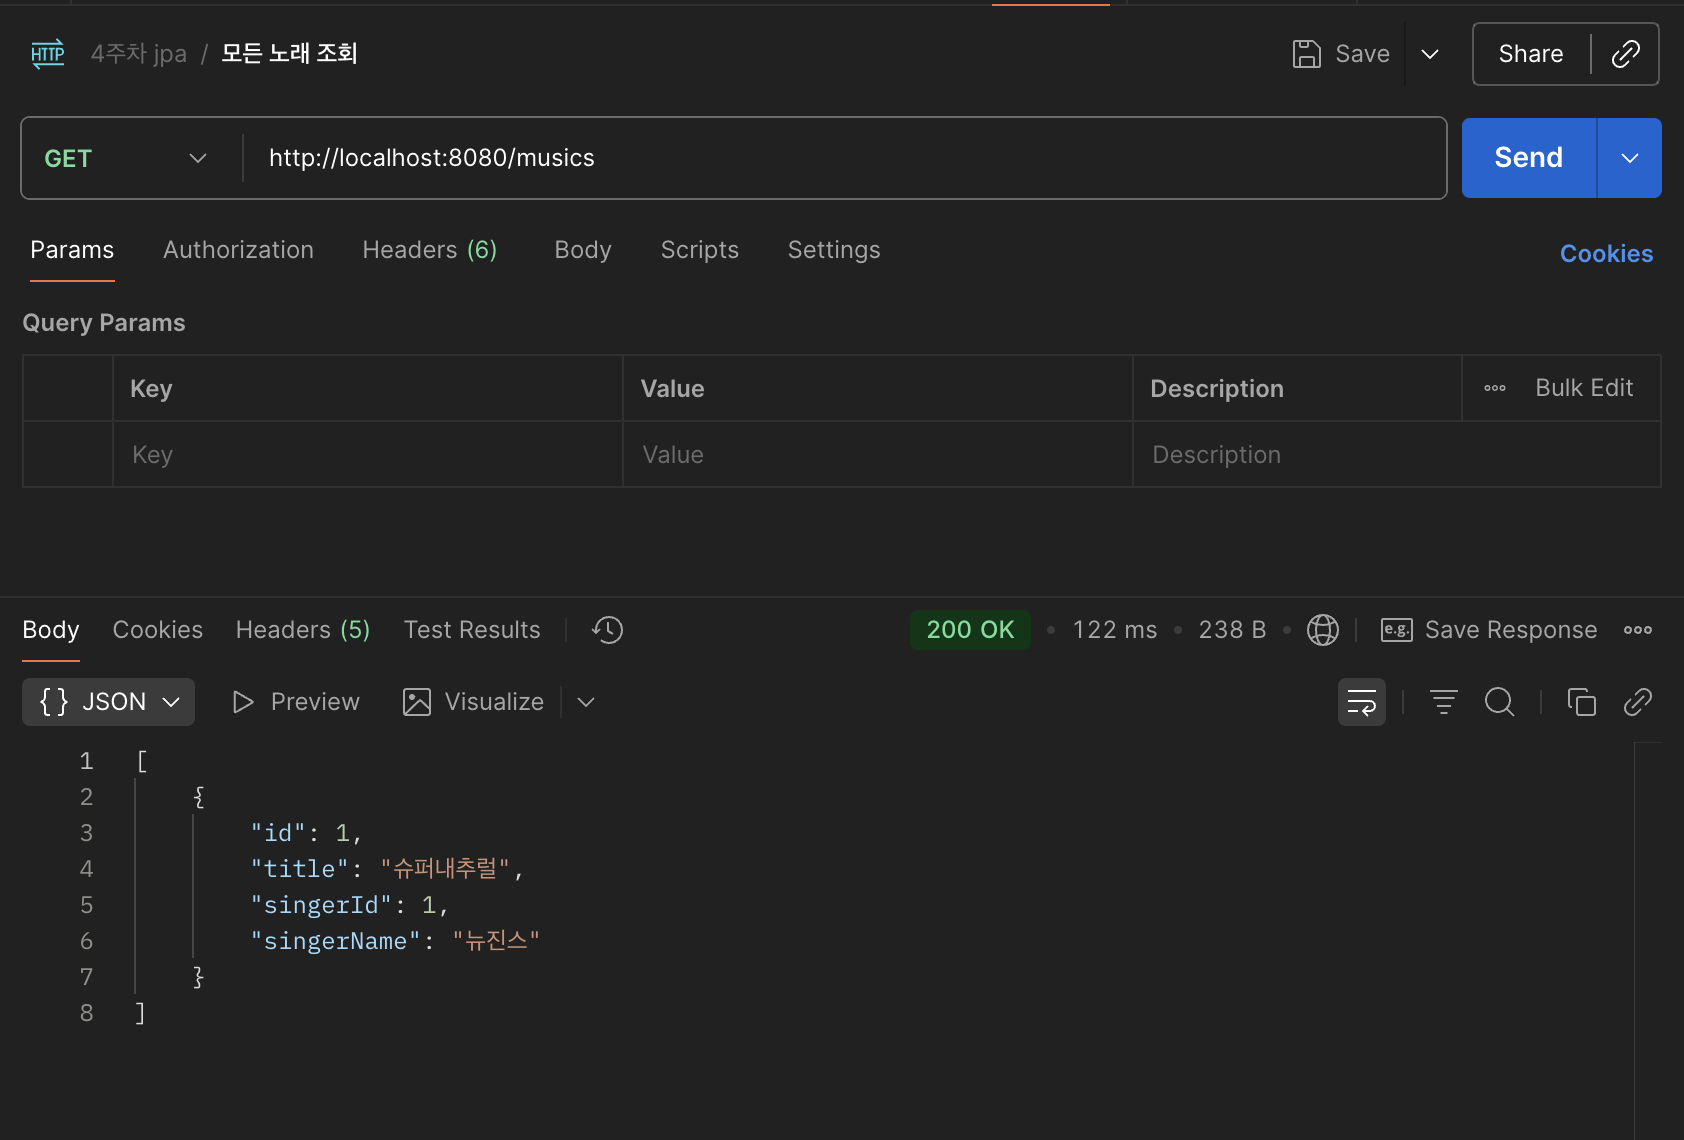 HTTP 4주차 jpa / 모든 노래 조회 Save Share
GET http://localhost:8080/musics Send
Params Authorization Headers (6) Body Scripts Settings Cookies
Query Params
Key Value Description Bulk Edit
Key Value Description
Body Cookies Headers (5) Test Results 200 OK 122 ms 238 B e.g. Save Response
{} JSON Preview Visualize
1 [
2 {
3 "id": 1,
4 "title": "슈퍼내추럴",
5 "singerId": 1,
6 "singerName": "뉴진스"
7 }
8 ]